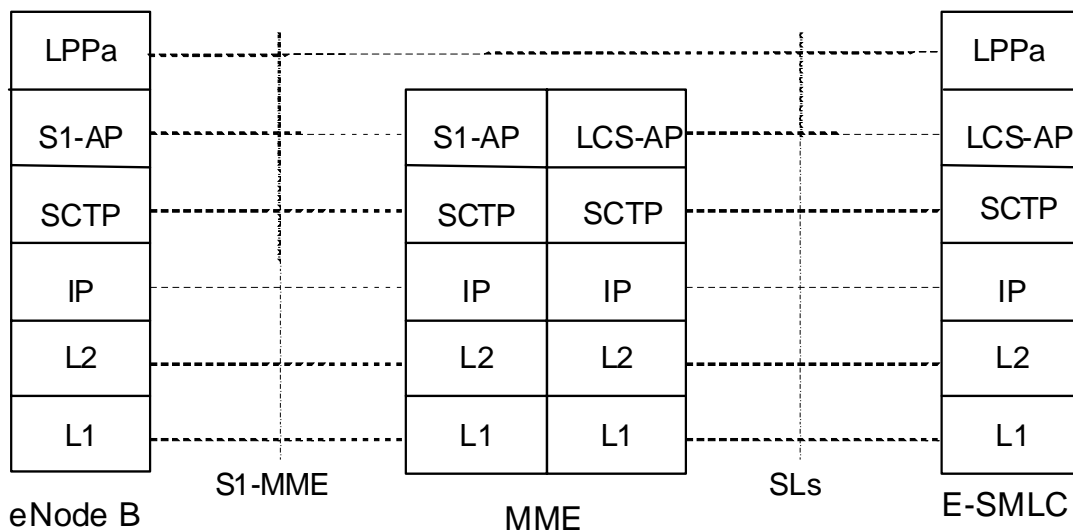 LPPa LPPa
S1-AP S1-AP LCS-AP LCS-AP
SCTP SCTP SCTP SCTP
IP IP IP IP
L2 L2 L2 L2
L1 L1 L1 L1
S1-MME SLs
eNode B MME E-SMLC